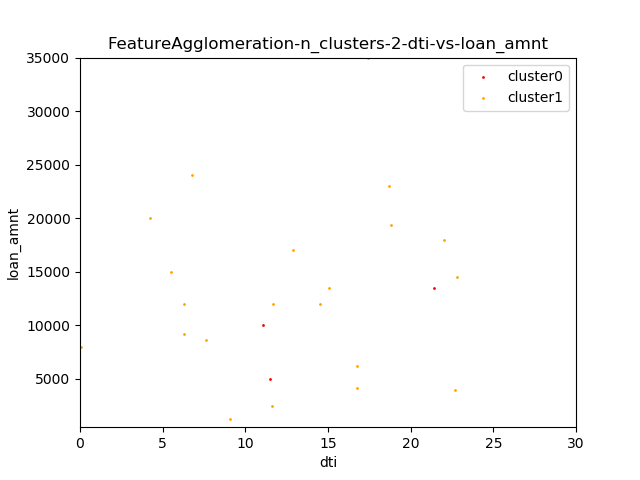 FeatureAgglomeration-n_clusters-2-dti-vs-loan_amnt
cluster0
cluster1
35000
30000
25000
20000
15000
10000
5000
loan_amnt
0 5 10 15 20 25 30
dti